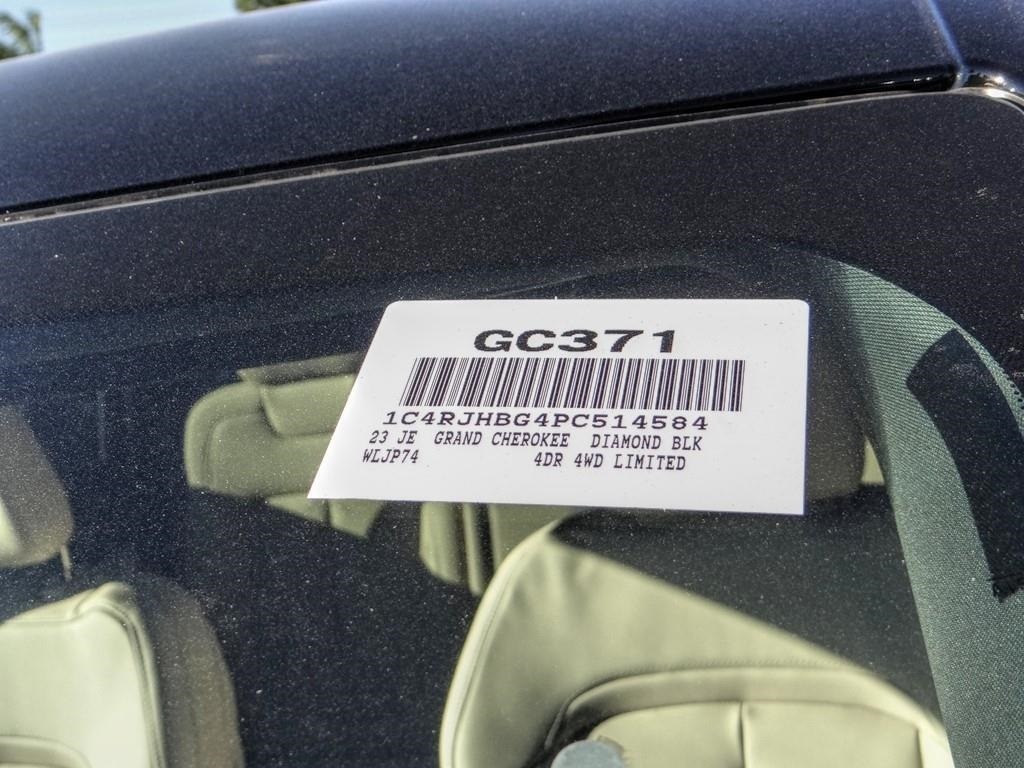 GC371
1C4RJHBG4PC514584
23 JE GRAND CHEROKEE DIAMOND BLK
WLJP74 4DR 4WD LIMITED